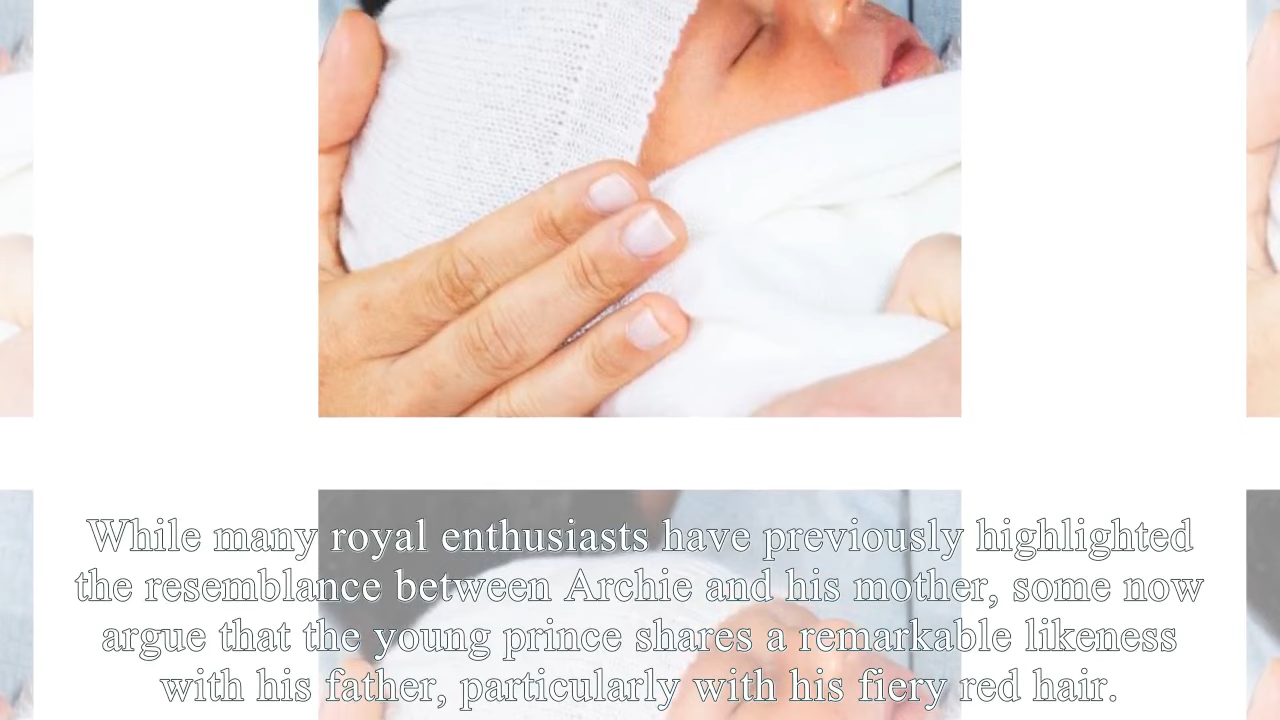 While many royal enthusiasts have previously highlighted
the resemblance between Archie and his mother, some now
argue that the young prince shares a remarkable likeness
with his father, particularly with his fiery red hair.